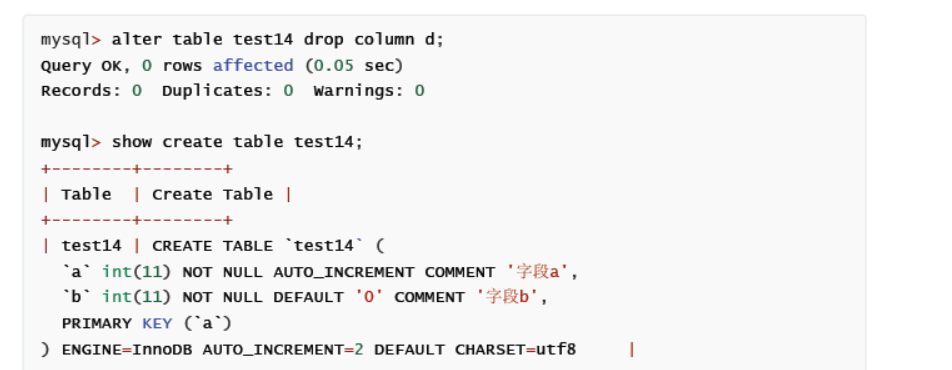 mysql> alter table test14 drop column d;
Query OK, 0 rows affected (0.05 sec)
Records: 0  Duplicates: 0  Warnings: 0
mysql> show create table test14;
+--------+--------+
| Table  | Create Table |
+--------+--------+
| test14 | CREATE TABLE `test14` (
  `a` int(11) NOT NULL AUTO_INCREMENT COMMENT '字段a',
  `b` int(11) NOT NULL DEFAULT '0' COMMENT '字段b',
  PRIMARY KEY (`a`)
) ENGINE=InnoDB AUTO_INCREMENT=2 DEFAULT CHARSET=utf8     |